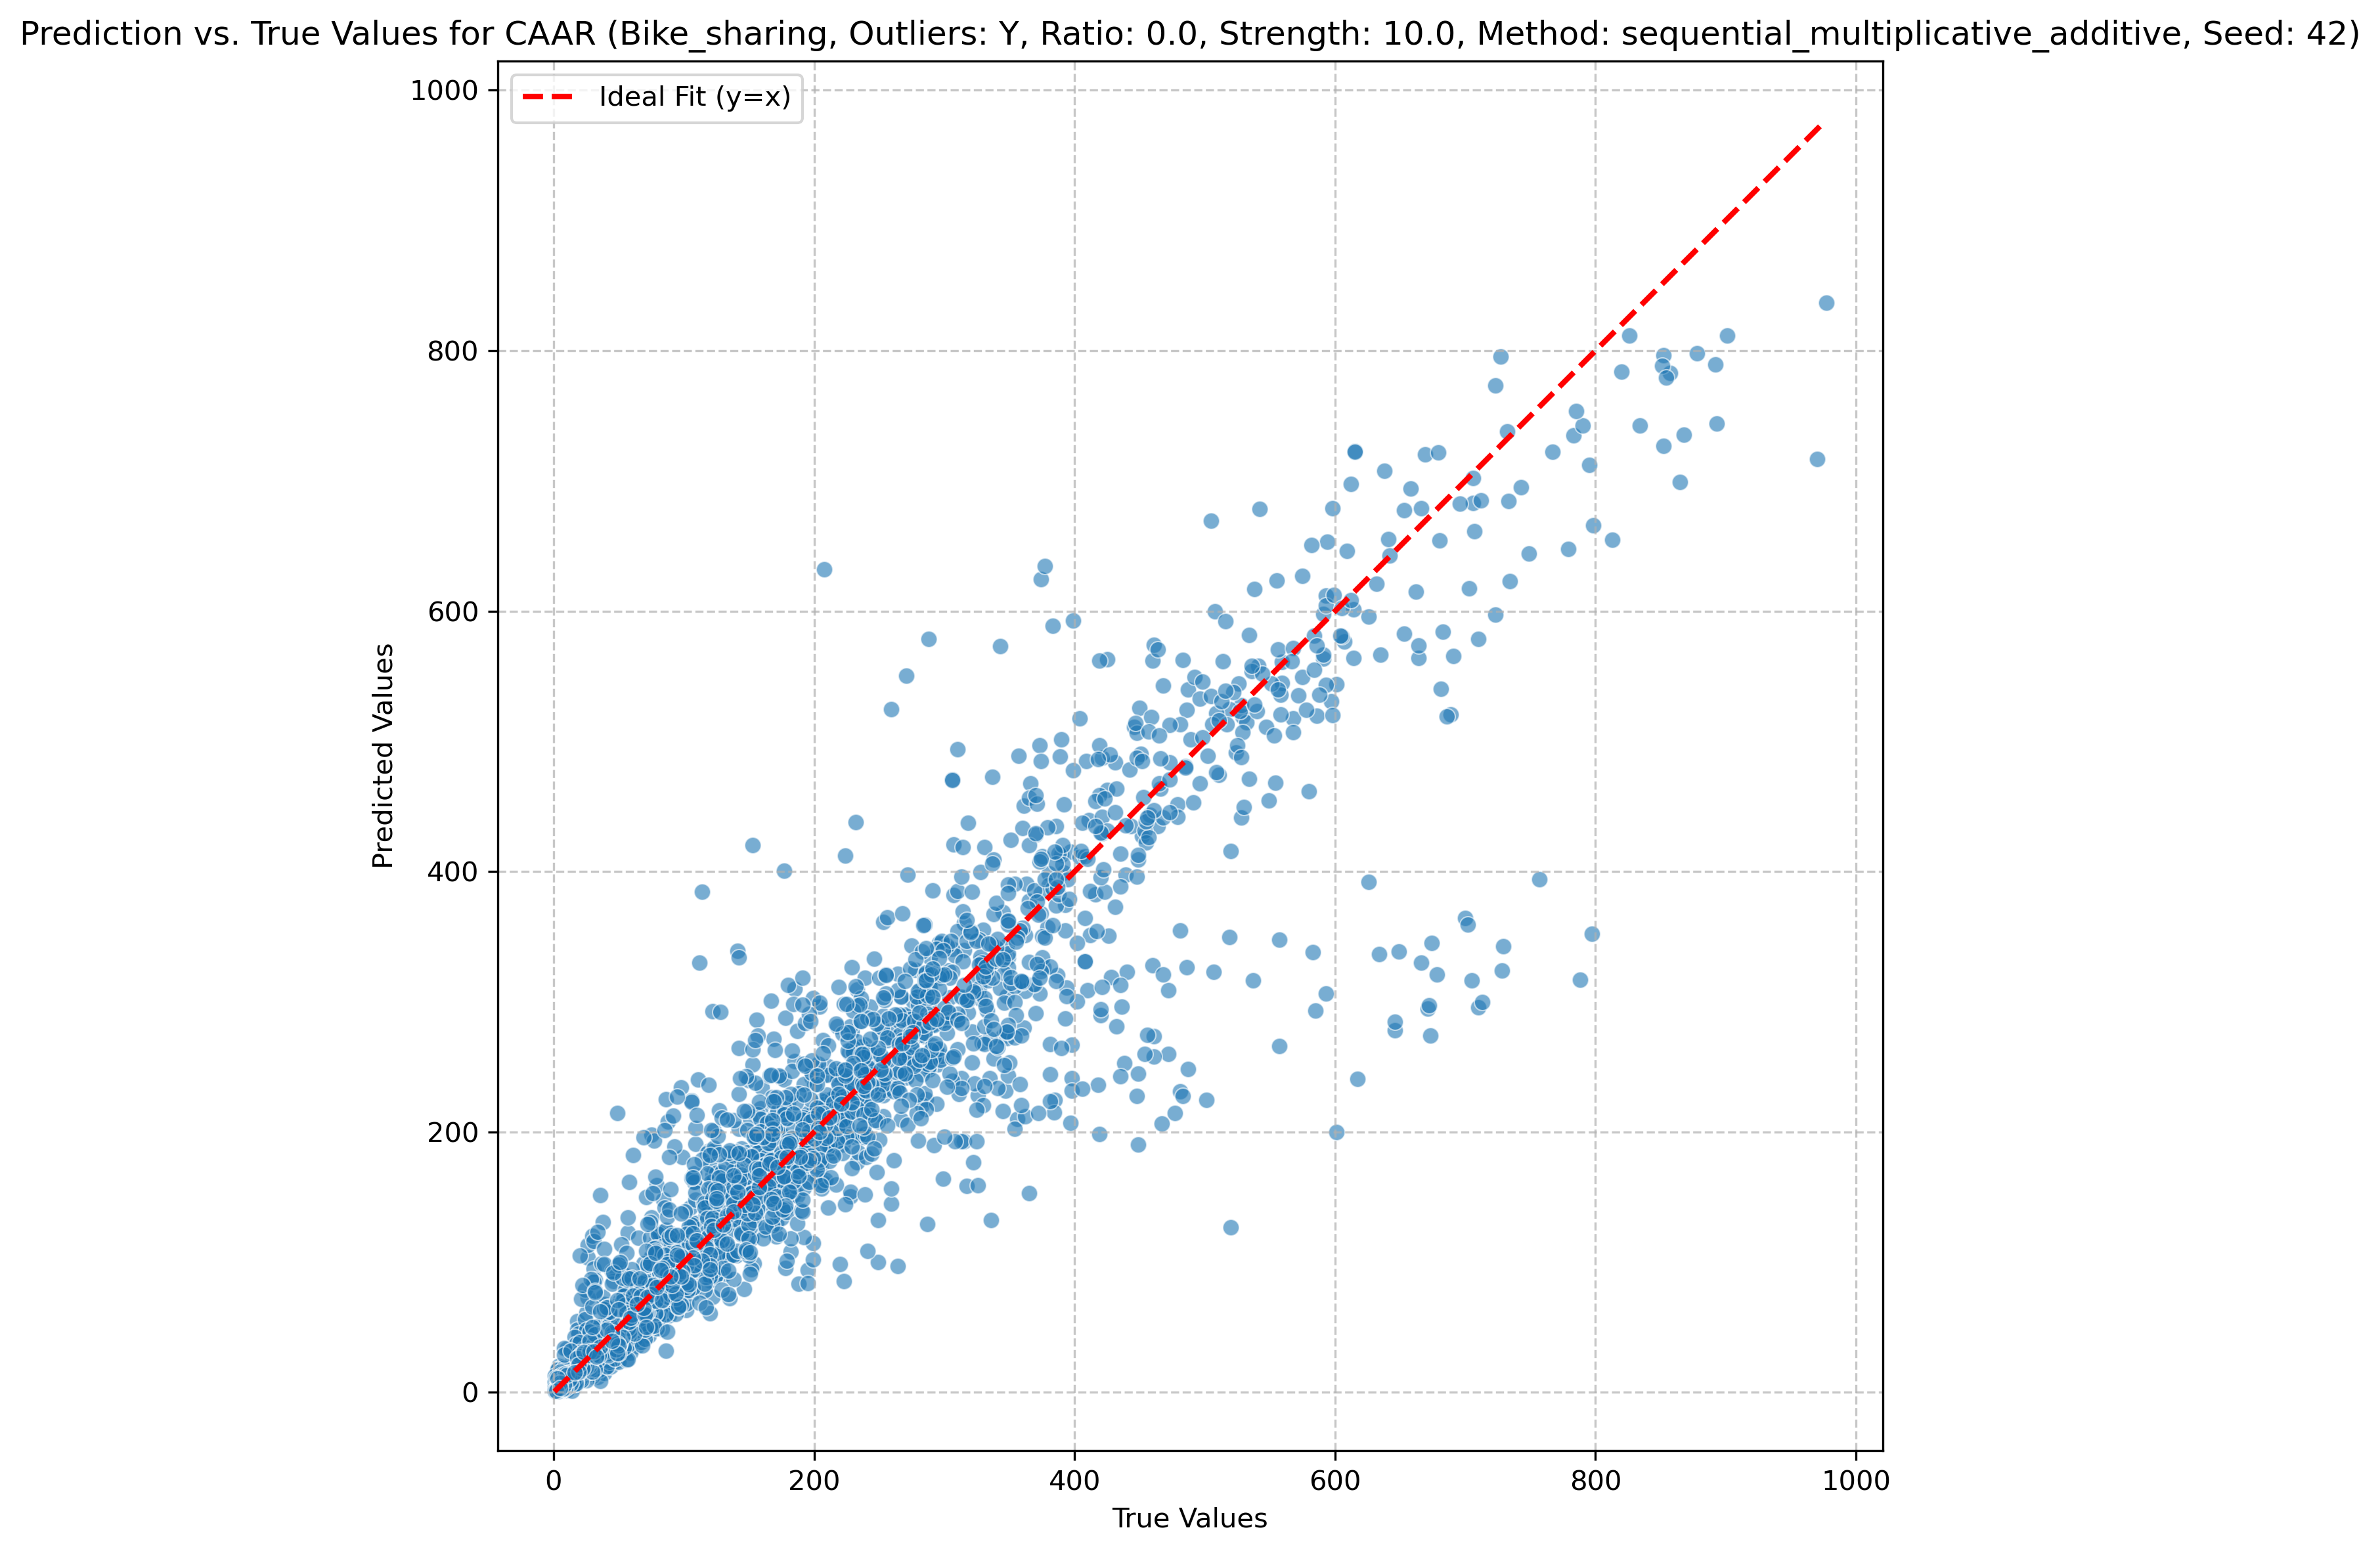 Prediction vs. True Values for CAAR (Bike_sharing, Outliers: Y, Ratio: 0.0, Strength: 10.0, Method: sequential_multiplicative_additive, Seed: 42)
Ideal Fit (y=x)
1000
800
600
400
200
0
Predicted Values
0 200 400 600 800 1000
True Values